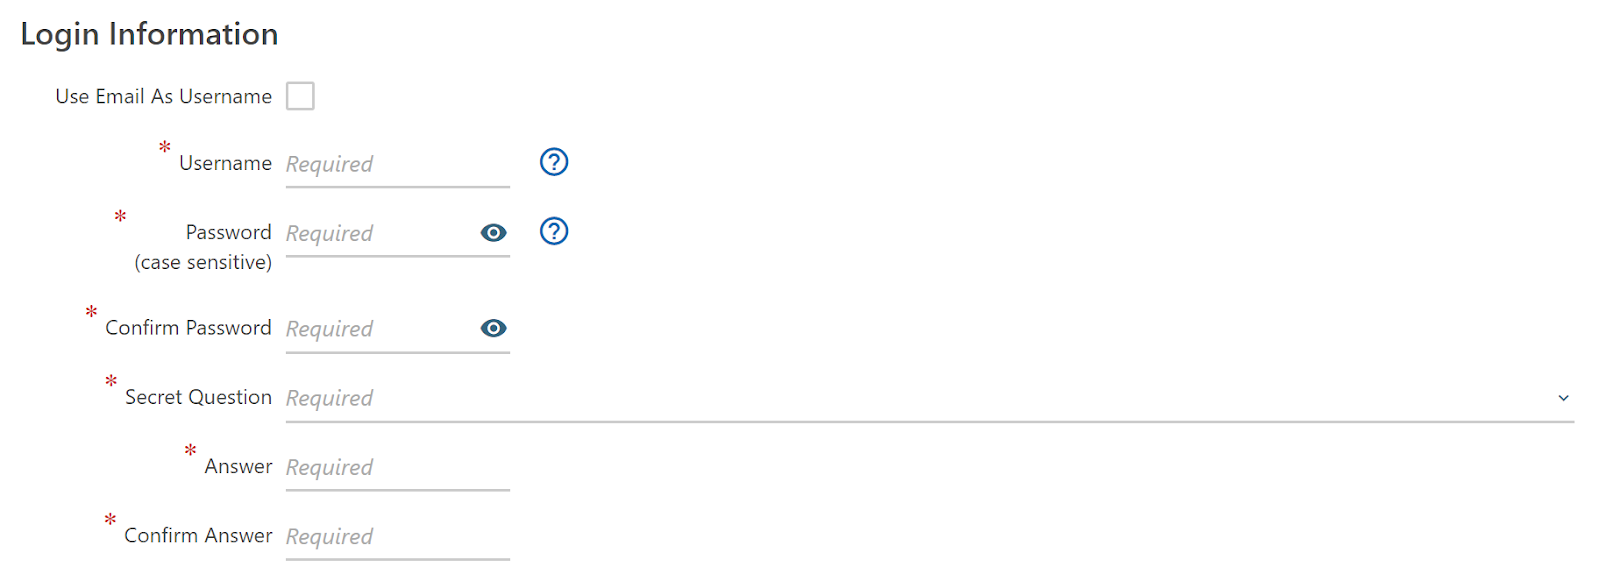 Login Information
Use Email As Username
* Username Required ?
* Password Required ?
(case sensitive)
* Confirm Password Required
* Secret Question Required
* Answer Required
* Confirm Answer Required